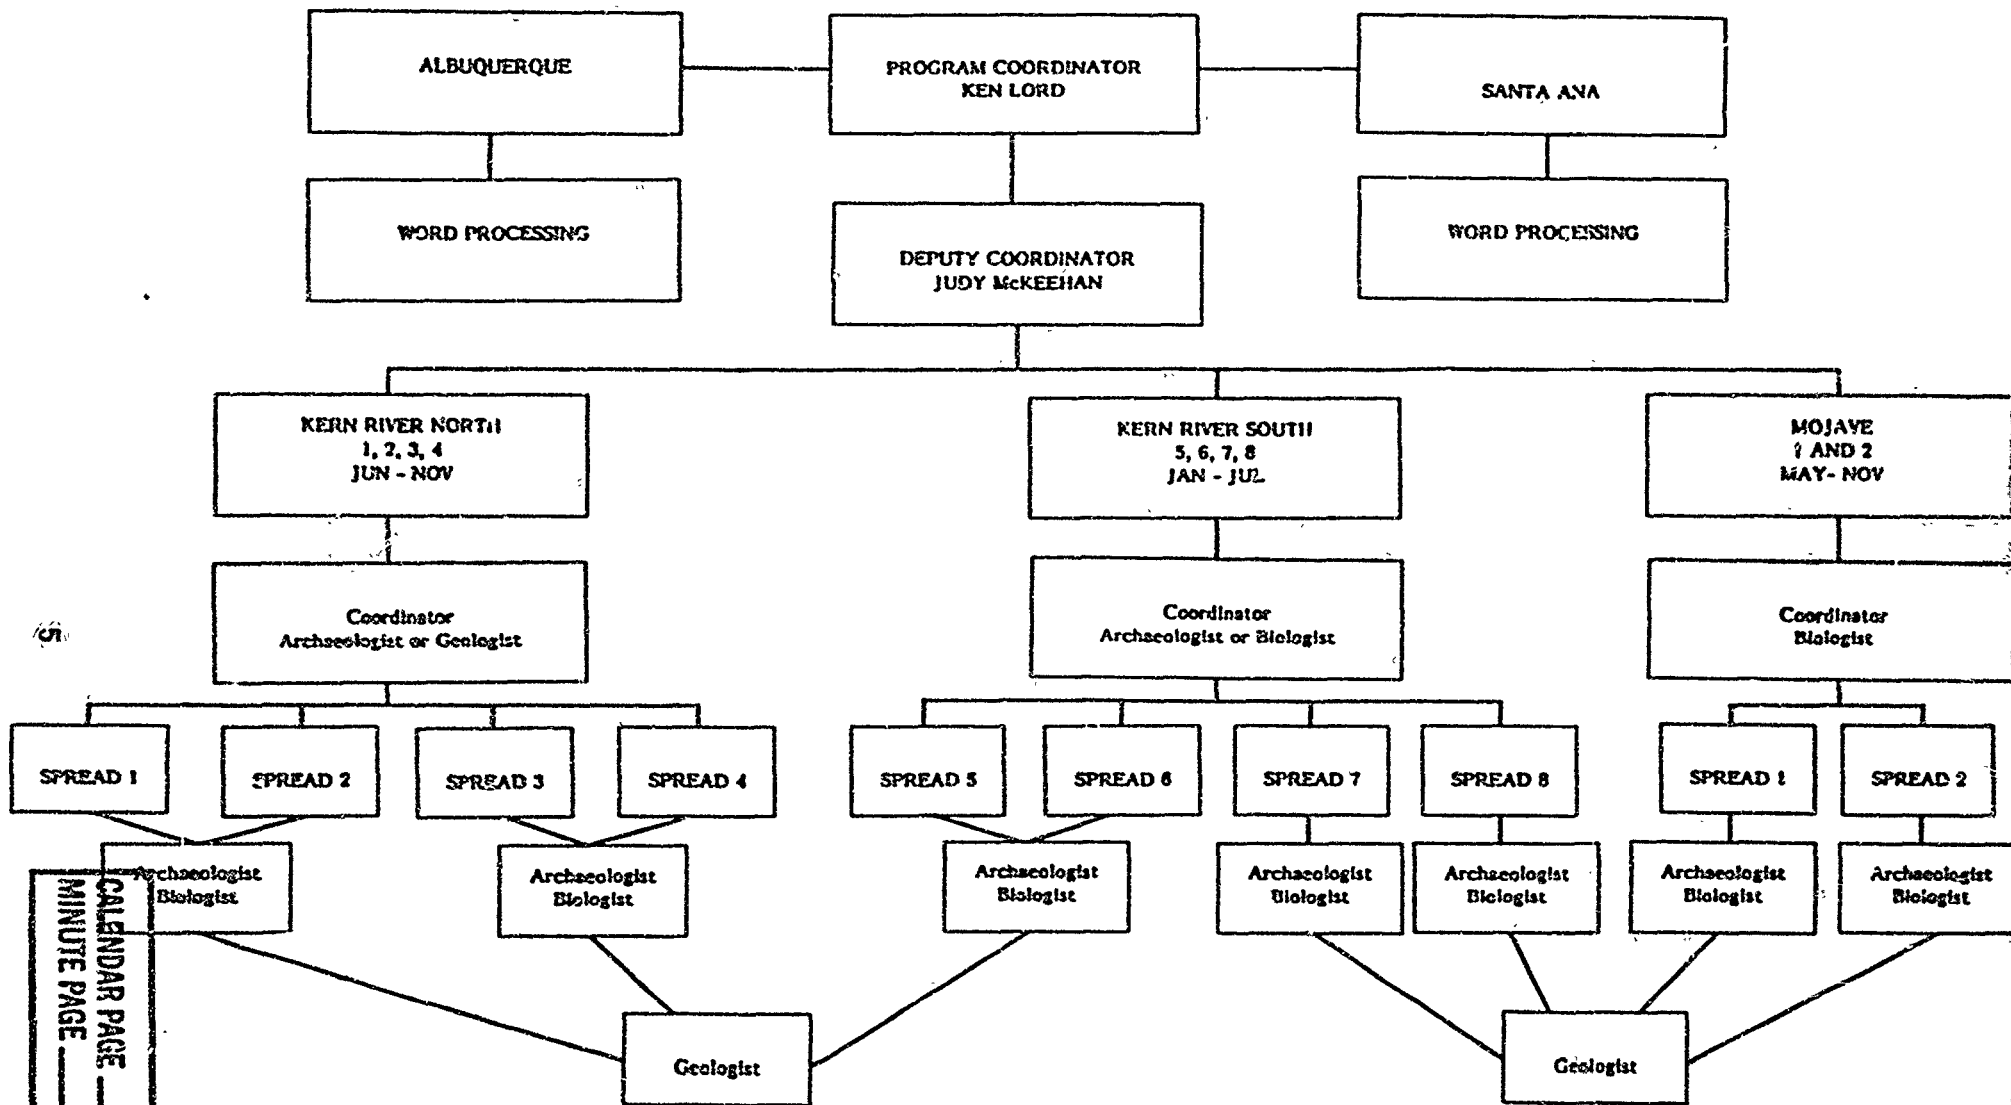 ALBUQUERQUE
PROGRAM COORDINATOR
KEN LORD
SANTA ANA
WORD PROCESSING
DEPUTY COORDINATOR
JUDY McKEEHAN
WORD PROCESSING
KERN RIVER NORTH
1, 2, 3, 4
JUN - NOV
KERN RIVER SOUTH
5, 6, 7, 8
JAN - JUL
MOJAVE
1 AND 2
MAY- NOV
Coordinator
Archaeologist or Geologist
Coordinator
Archaeologist or Biologist
Coordinator
Biologist
5
SPREAD 1
SPREAD 2
SPREAD 3
SPREAD 4
SPREAD 5
SPREAD 6
SPREAD 7
SPREAD 8
SPREAD 1
SPREAD 2
Archaeologist
Biologist
Archaeologist
Biologist
Archaeologist
Biologist
Archaeologist
Biologist
Archaeologist
Biologist
Archaeologist
Biologist
Archaeologist
Biologist
Geologist
Geologist
CALENDAR PAGE
MINUTE PAGE